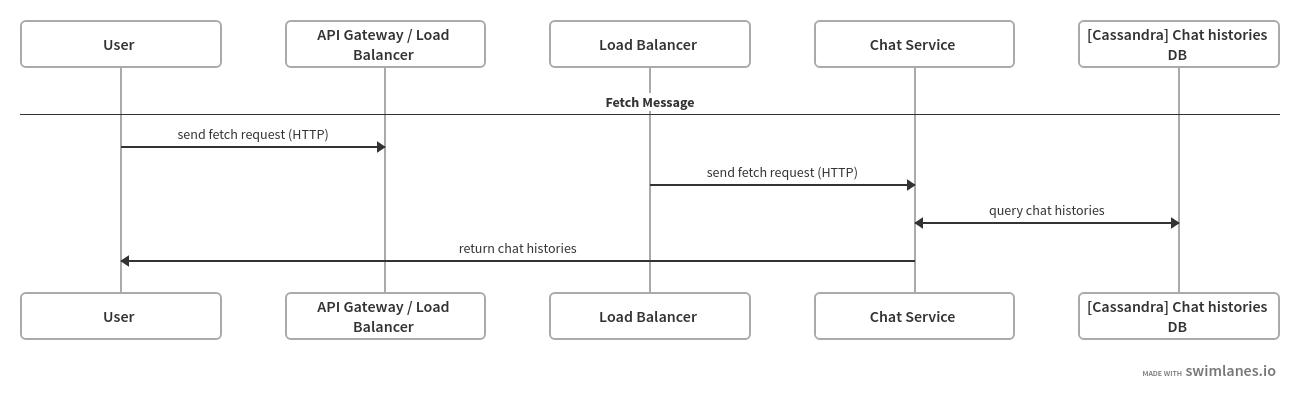 User
API Gateway / Load
Balancer
Load Balancer
Chat Service
[Cassandra] Chat histories
DB
Fetch Message
send fetch request (HTTP)
send fetch request (HTTP)
query chat histories
return chat histories
User
API Gateway / Load
Balancer
Load Balancer
Chat Service
[Cassandra] Chat histories
DB
MADE WITH swimlanes.io